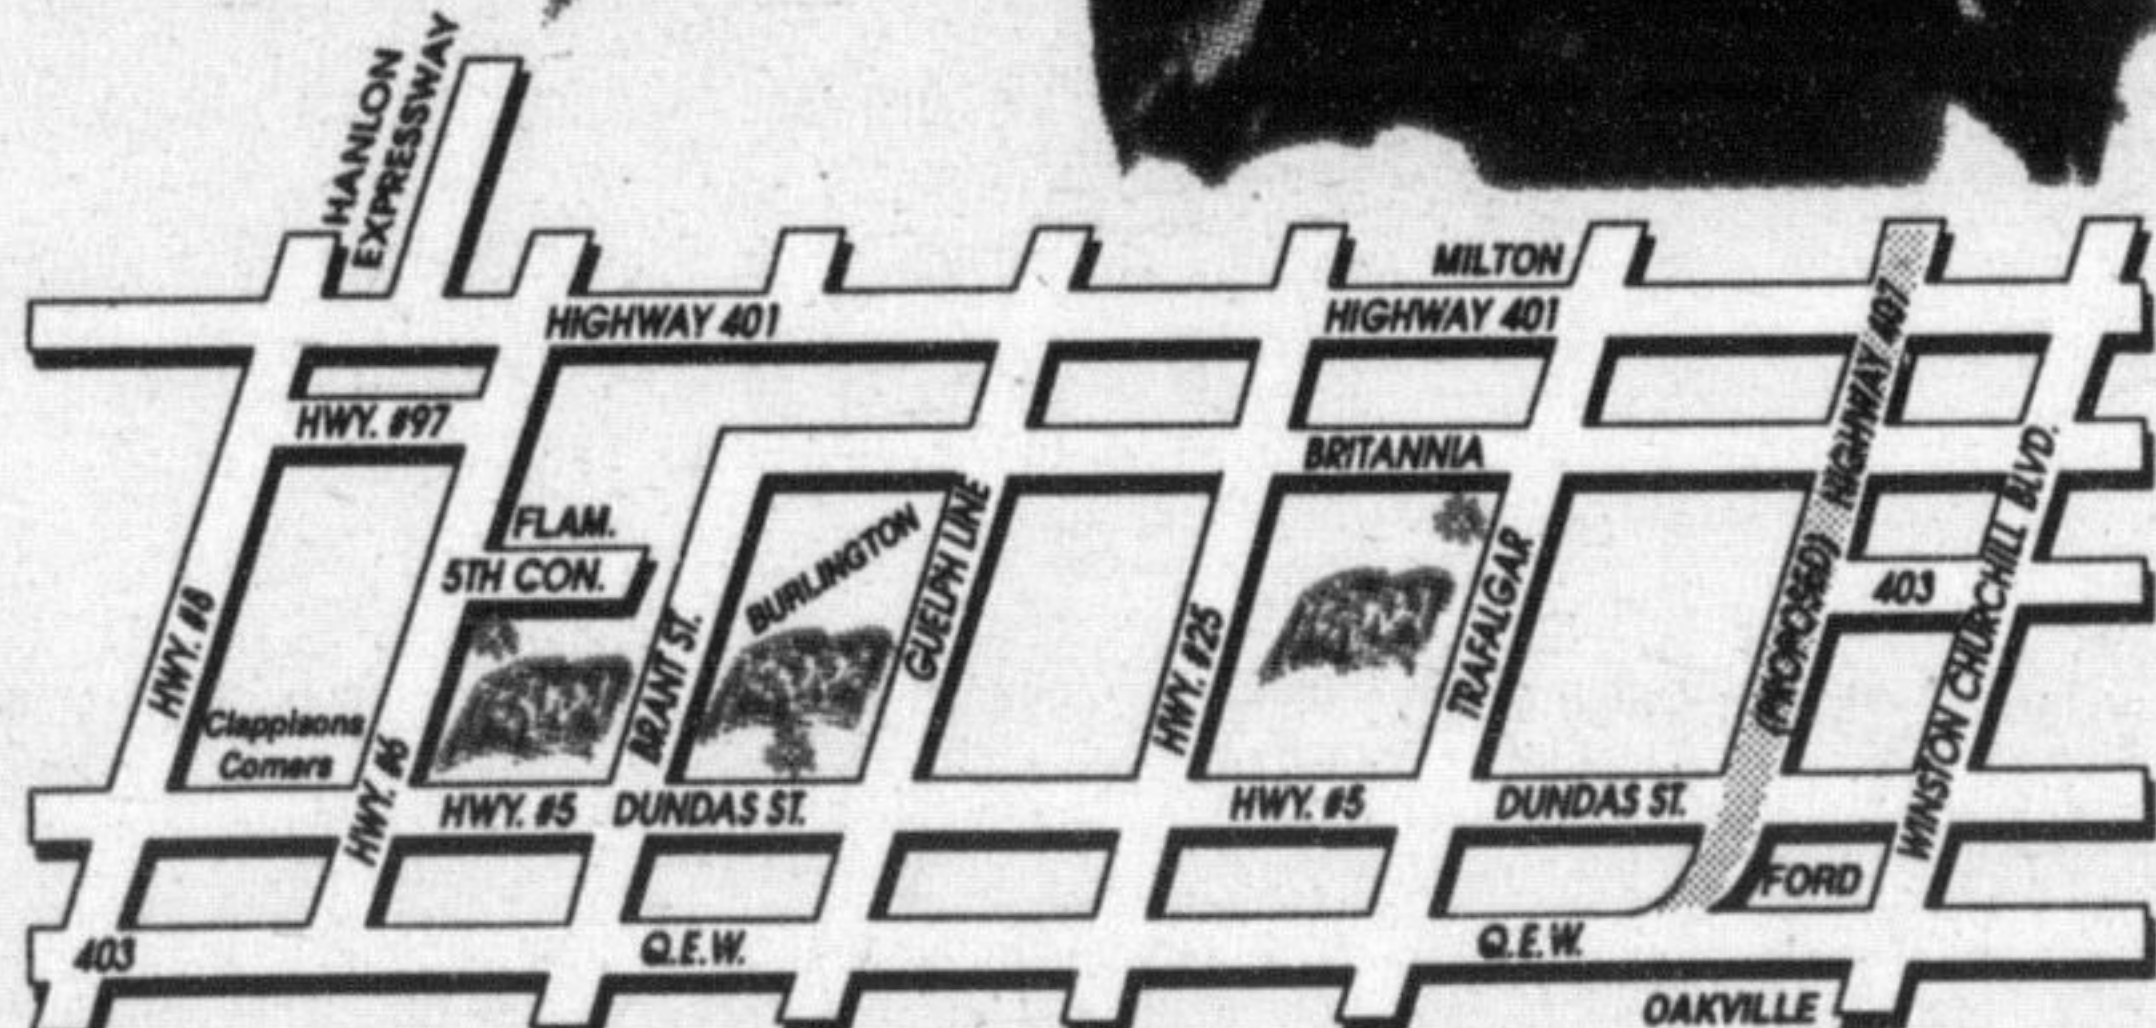 HANLON
EXPRESSWAY
MILTON
HIGHWAY 401
HIGHWAY 401
HIGHWAY 407
(PROPOSED)
HWY. #97
BRITANNIA
WINSTON CHURCHILL BLVD.
FLAM.
5TH CON.
BURLINGTON
GUELPH LINE
TRAFALGAR
403
HWY. #8
BRANT ST.
HWY. #25
Clappisons
Corners
HWY. #6
HWY. #5
DUNDAS ST.
HWY. #5
DUNDAS ST.
FORD
403
Q.E.W.
Q.E.W.
OAKVILLE